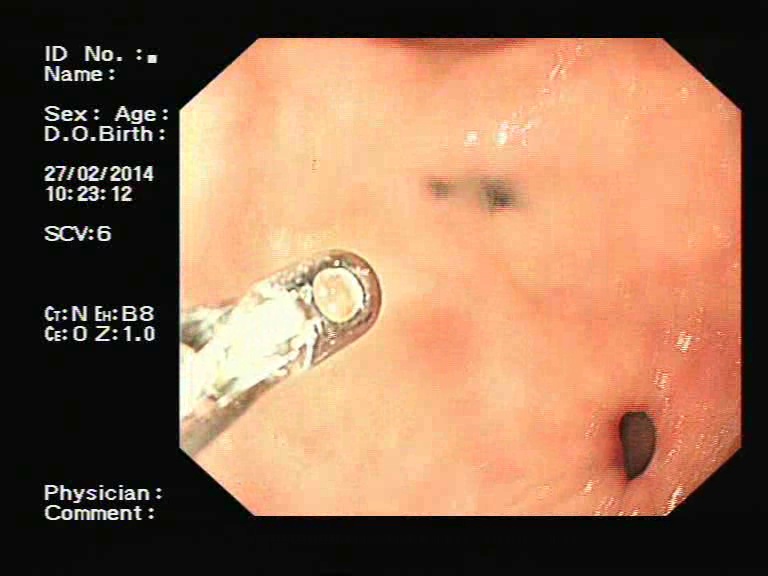 ID No. :
Name:
Sex: Age:
D.O.Birth:
27/02/2014
10:23:12
SCV:6
CT:N EH:B8
CE:0 Z:1.0
Physician:
Comment: